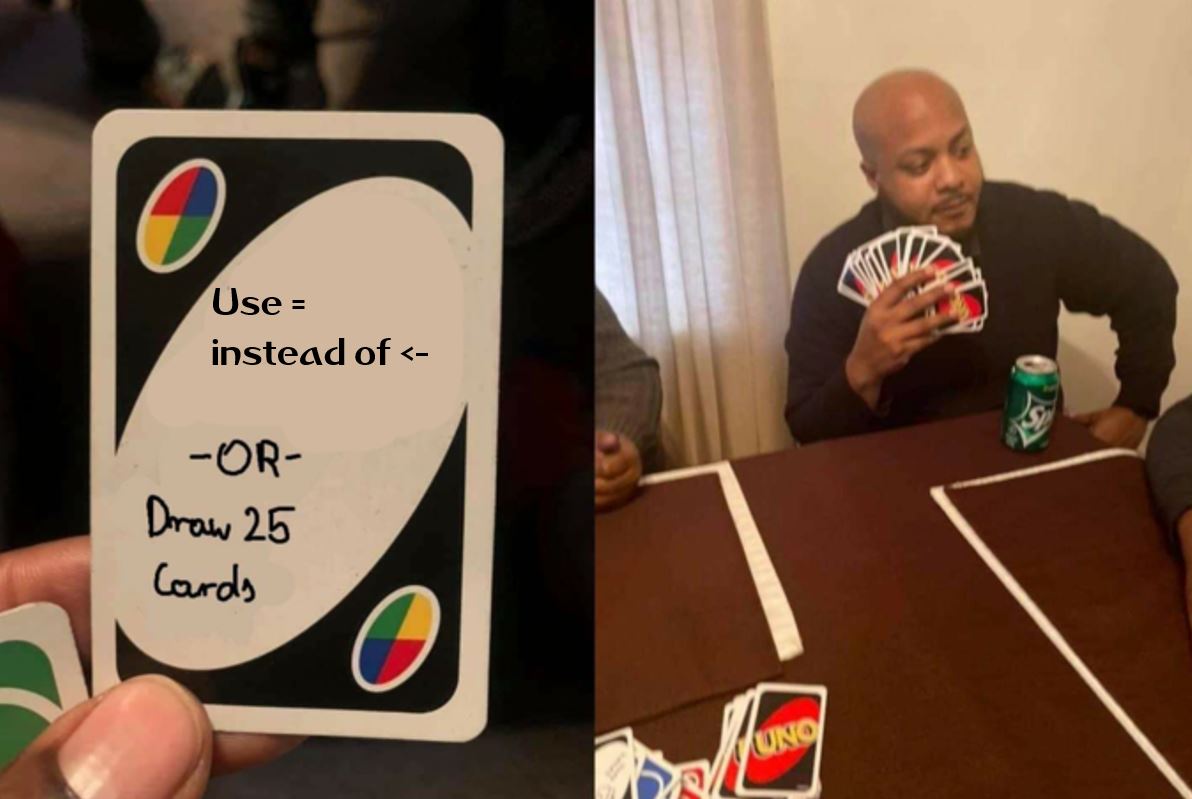 Use =
instead of <-
-OR-
Draw 25
Cards
UNO